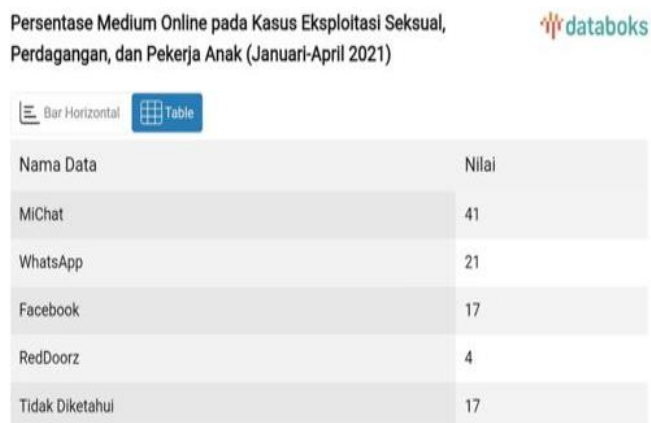 Persentase Medium Online pada Kasus Eksploitasi Seksual,
Perdagangan, dan Pekerja Anak (Januari-April 2021)
databoks
Bar Horizontal Table
Nama Data Nilai
MiChat 41
WhatsApp 21
Facebook 17
RedDoorz 4
Tidak Diketahui 17